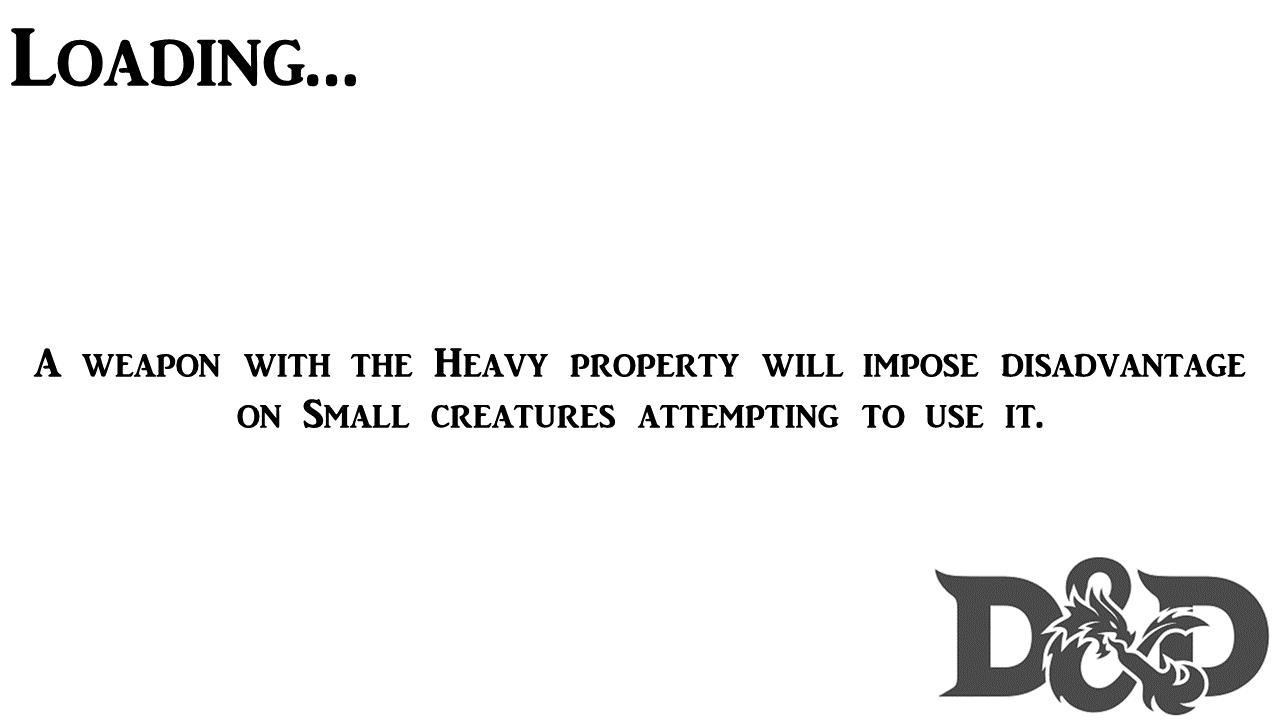 Loading...
A weapon with the Heavy property will impose disadvantage
on Small creatures attempting to use it.
D&D